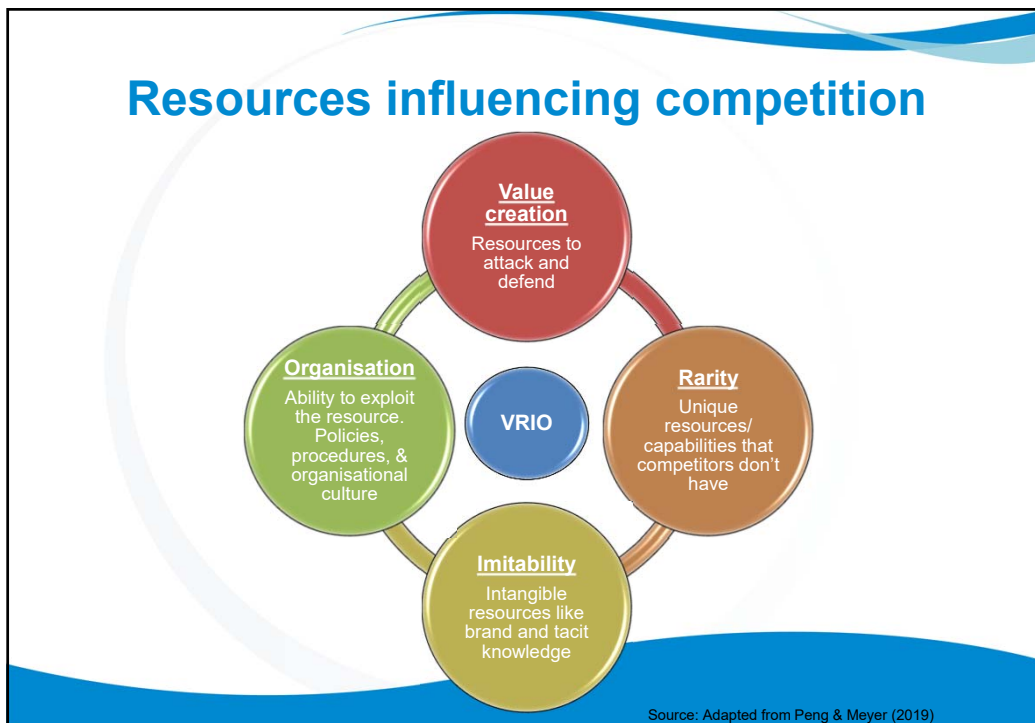 Resources influencing competition
Value
creation
Resources to
attack and
defend
Rarity
Unique
resources/
capabilities that
competitors don’t
have
Imitability
Intangible
resources like
brand and tacit
knowledge
Organisation
Ability to exploit
the resource.
Policies,
procedures, &
organisational
culture
VRIO
Source: Adapted from Peng & Meyer (2019)